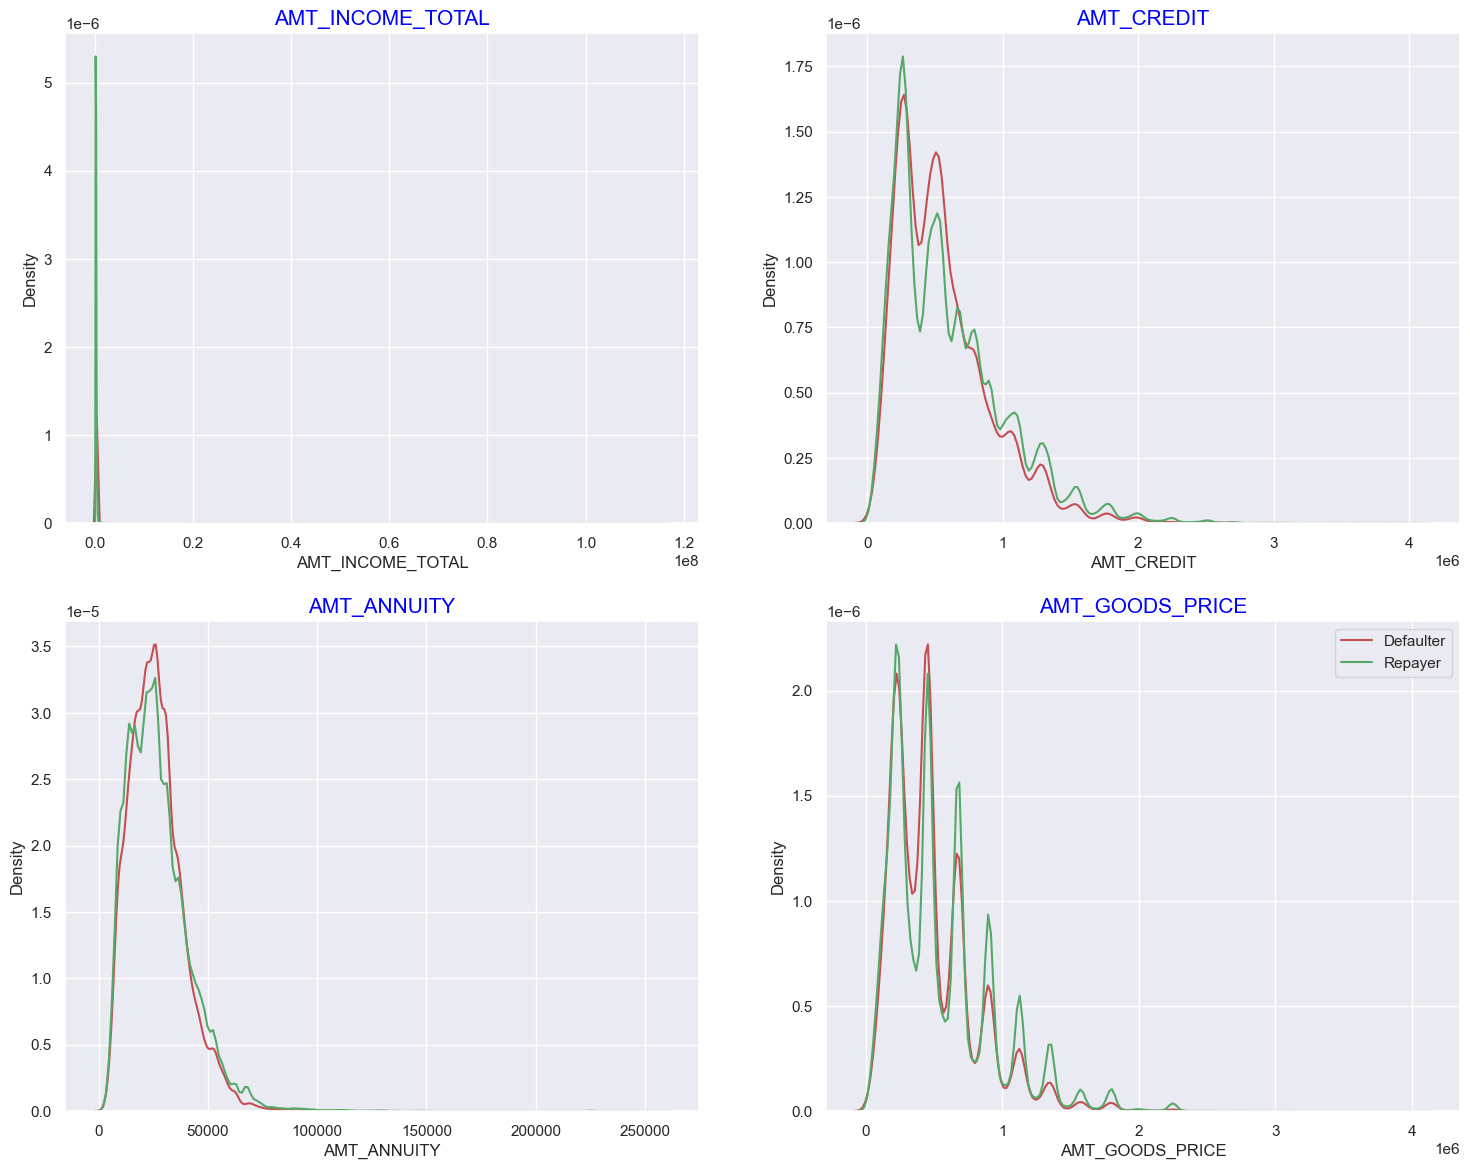 AMT_INCOME_TOTAL
1e−6
5
4
3
2
1
0
Density
0.0 0.2 0.4 0.6 0.8 1.0 1.2
1e8
AMT_INCOME_TOTAL
AMT_CREDIT
1e−6
1.75
1.50
1.25
1.00
0.75
0.50
0.25
0.00
Density
0 1 2 3 4
1e6
AMT_CREDIT
AMT_ANNUITY
1e−5
3.5
3.0
2.5
2.0
1.5
1.0
0.5
0.0
Density
0 50000 100000 150000 200000 250000
AMT_ANNUITY
AMT_GOODS_PRICE
1e−6
Defaulter
Repayer
2.0
1.5
1.0
0.5
0.0
Density
0 1 2 3 4
1e6
AMT_GOODS_PRICE